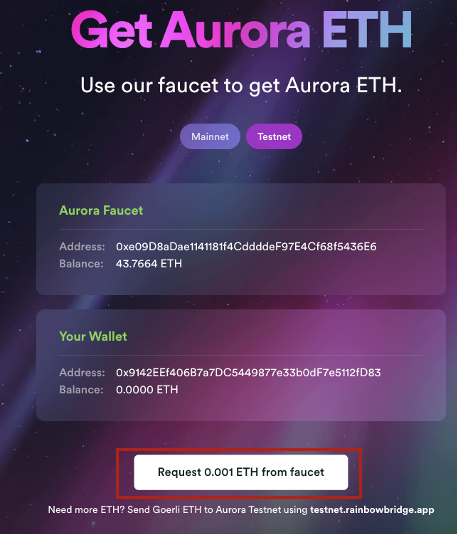 Get Aurora ETH
Use our faucet to get Aurora ETH.
Mainnet Testnet
Aurora Faucet
Address: 0xe09D8aDae1141181f4CddddeF97E4Cf68f5436E6
Balance: 43.7664 ETH
Your Wallet
Address: 0x9142EEf406B7a7DC5449877e33b0dF7e5112fD83
Balance: 0.0000 ETH
Request 0.001 ETH from faucet
Need more ETH? Send Goerli ETH to Aurora Testnet using testnet.rainbowbridge.app